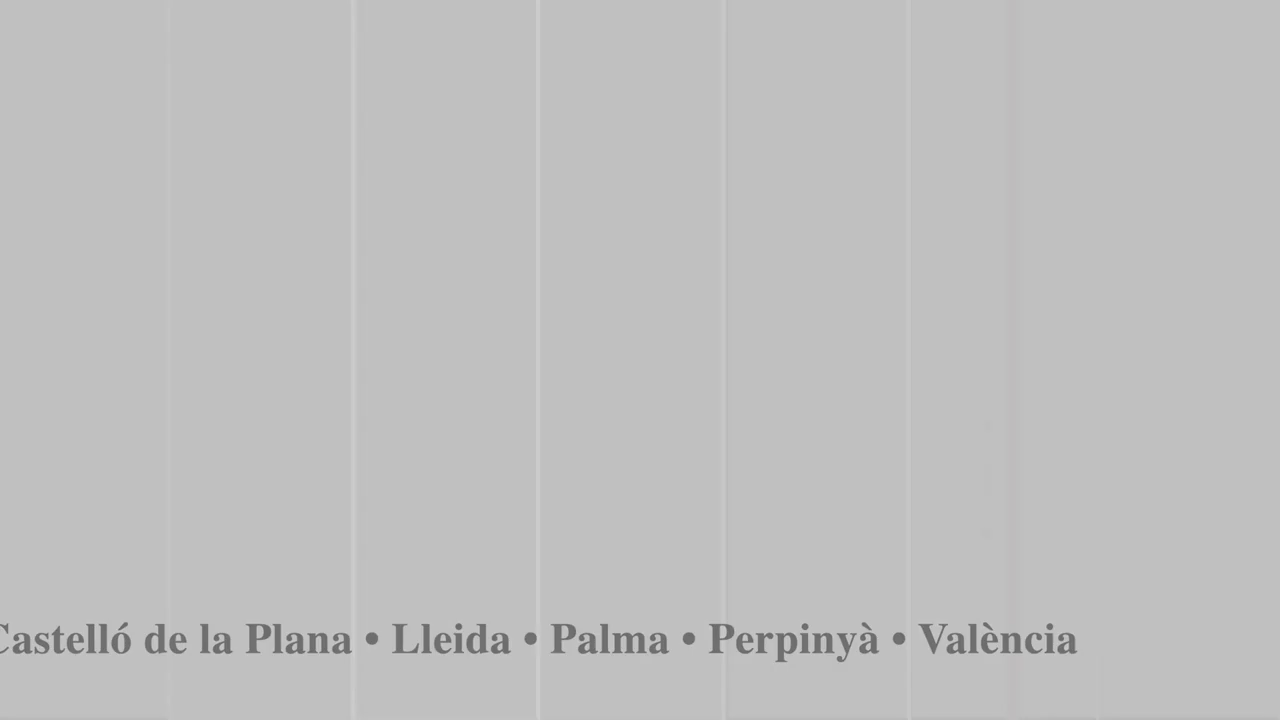 Castelló de la Plana • Lleida • Palma • Perpinyà • València